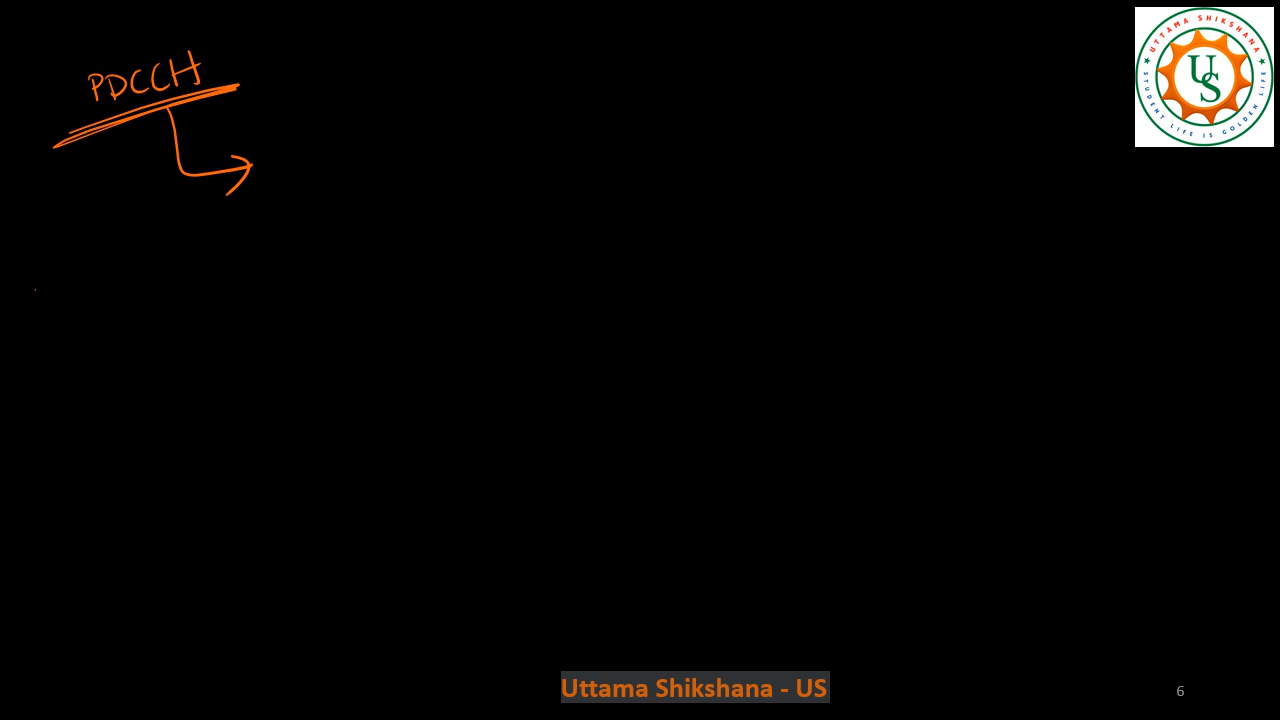 PDCCH
UTTAMA SHIKSHANA
US
STUDENT LIFE IS GOLDEN LIFE
Uttama Shikshana - US
6